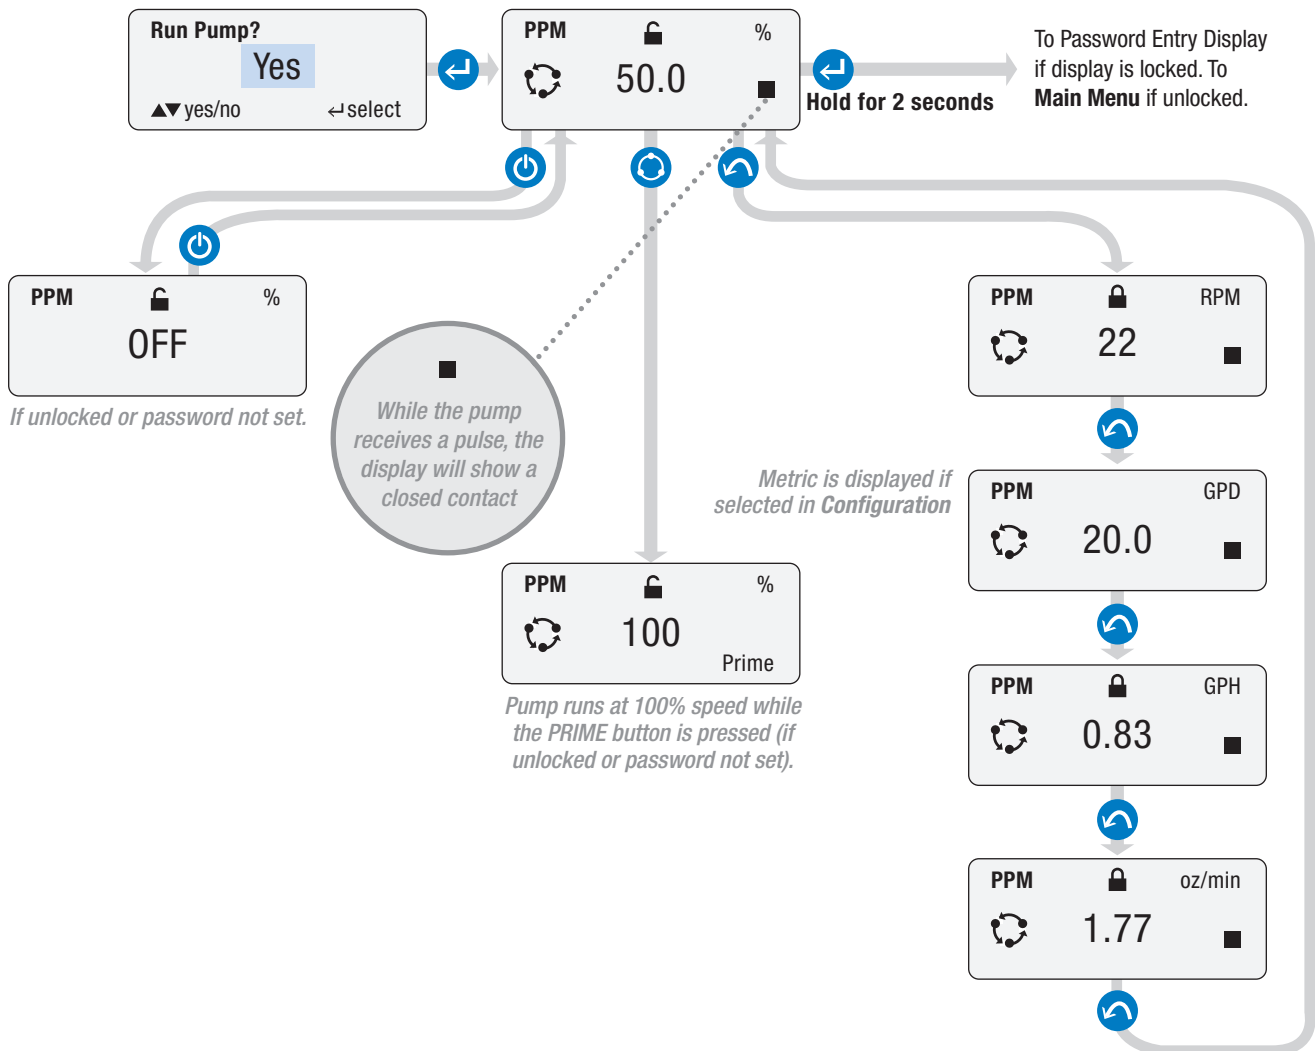 Run Pump?
Yes
▲▼ yes/no ↵ select
PPM %
50.0
Hold for 2 seconds
To Password Entry Display
if display is locked. To
Main Menu if unlocked.
PPM %
OFF
If unlocked or password not set.
While the pump
receives a pulse, the
display will show a
closed contact
PPM %
100
Prime
Pump runs at 100% speed while
the PRIME button is pressed (if
unlocked or password not set).
PPM RPM
22
Metric is displayed if
selected in Configuration
PPM GPD
20.0
PPM GPH
0.83
PPM oz/min
1.77